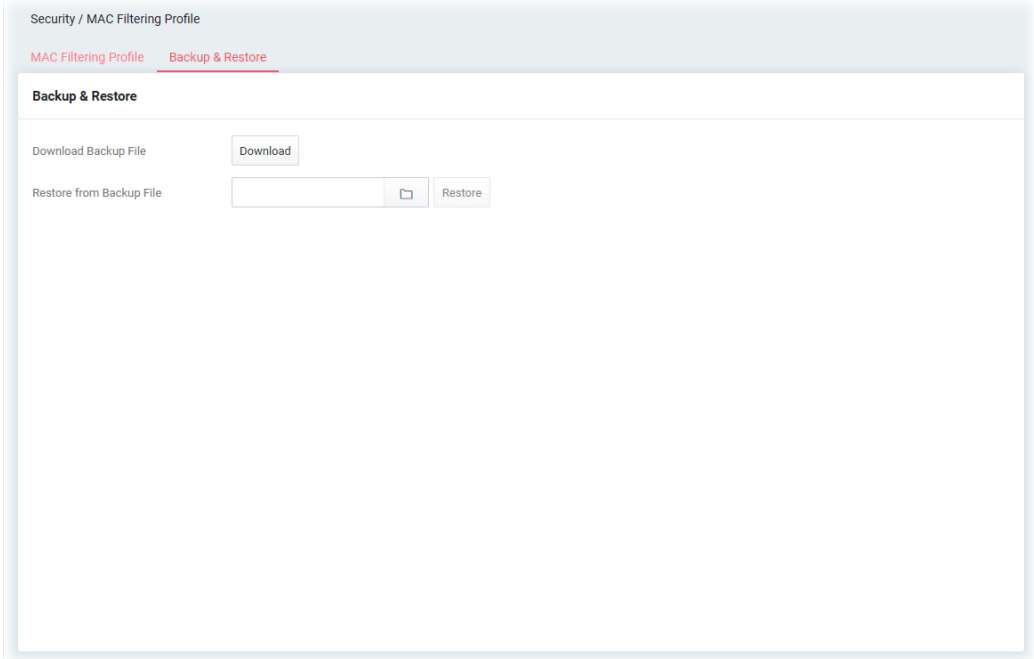 Security / MAC Filtering Profile
MAC Filtering Profile Backup & Restore
Backup & Restore
Download Backup File Download
Restore from Backup File Restore